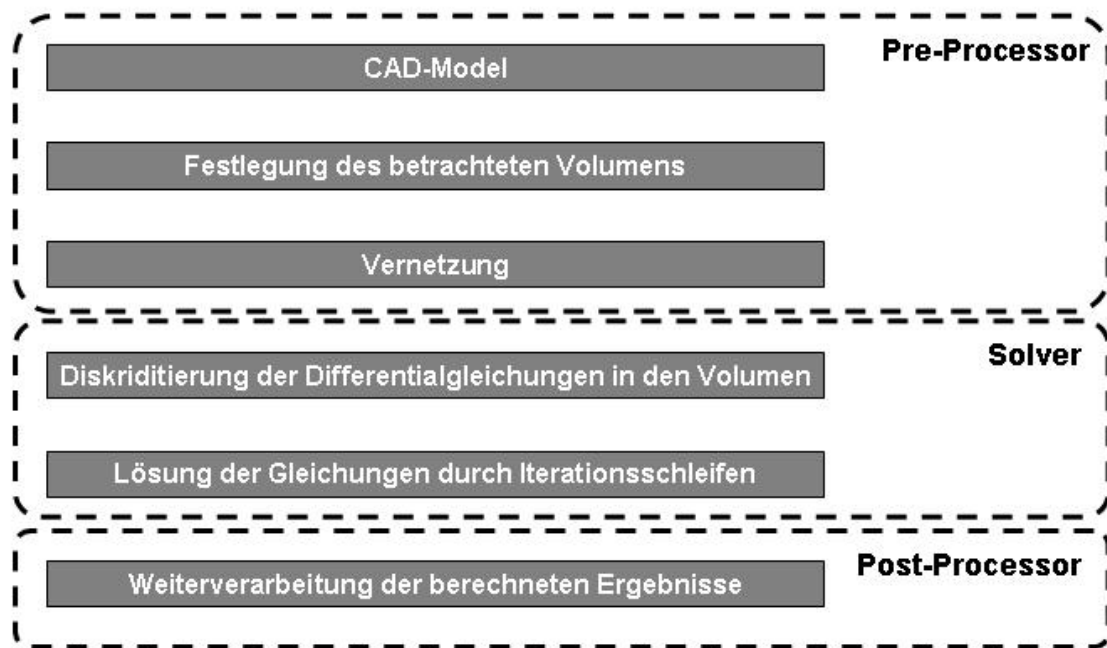 Pre-Processor
CAD-Model
Festlegung des betrachteten Volumens
Vernetzung
Solver
Diskriditierung der Differentialgleichungen in den Volumen
Lösung der Gleichungen durch Iterationsschleifen
Post-Processor
Weiterverarbeitung der berechneten Ergebnisse